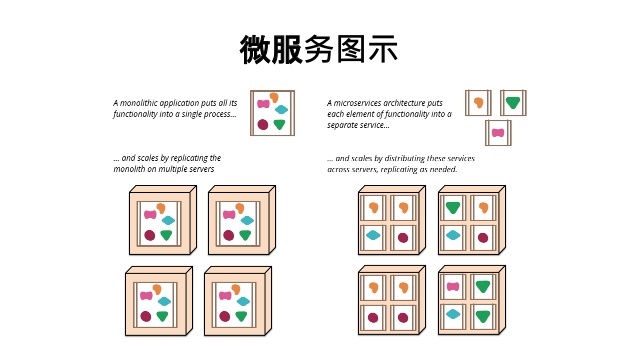 微服务图示
A monolithic application puts all its
functionality into a single process...
... and scales by replicating the
monolith on multiple servers
A microservices architecture puts
each element of functionality into a
separate service...
... and scales by distributing these services
across servers, replicating as needed.